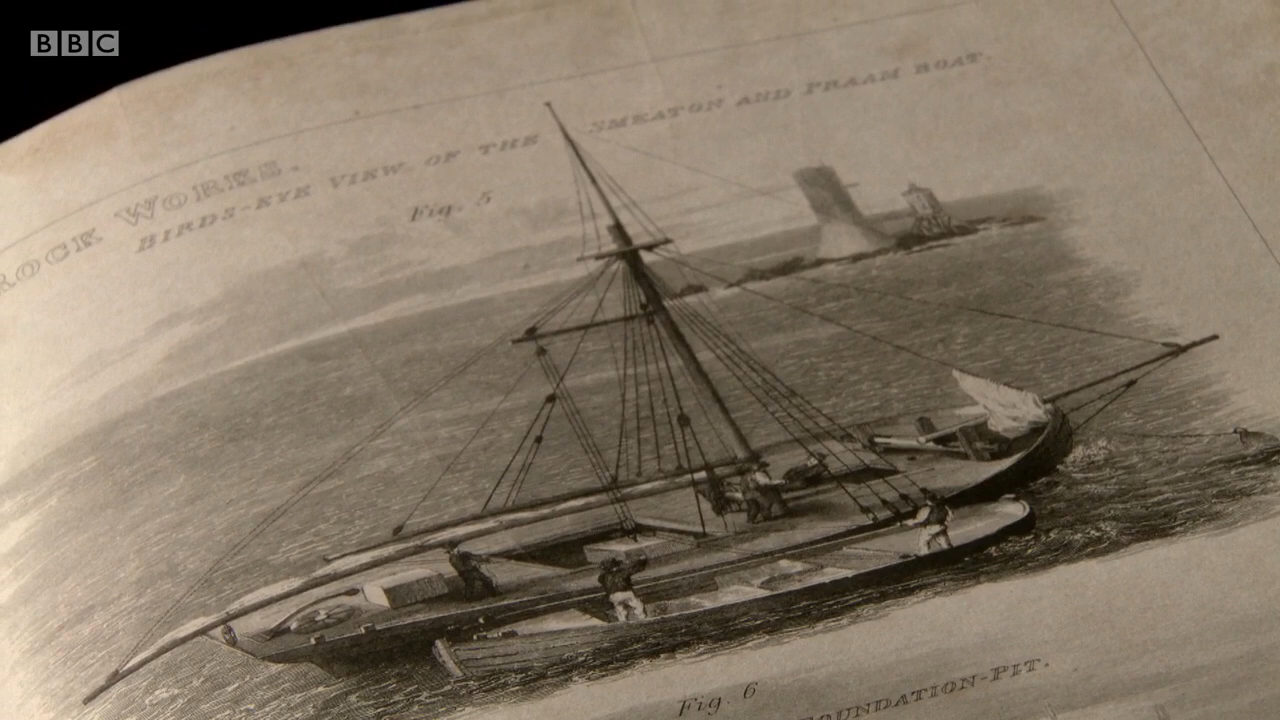 BBC
ROCK WORKS.
BIRDS-EYE VIEW, OF THE SMEATON AND PRAAM BOAT.
Fig. 5
Fig. 6
FOUNDATION-PIT.